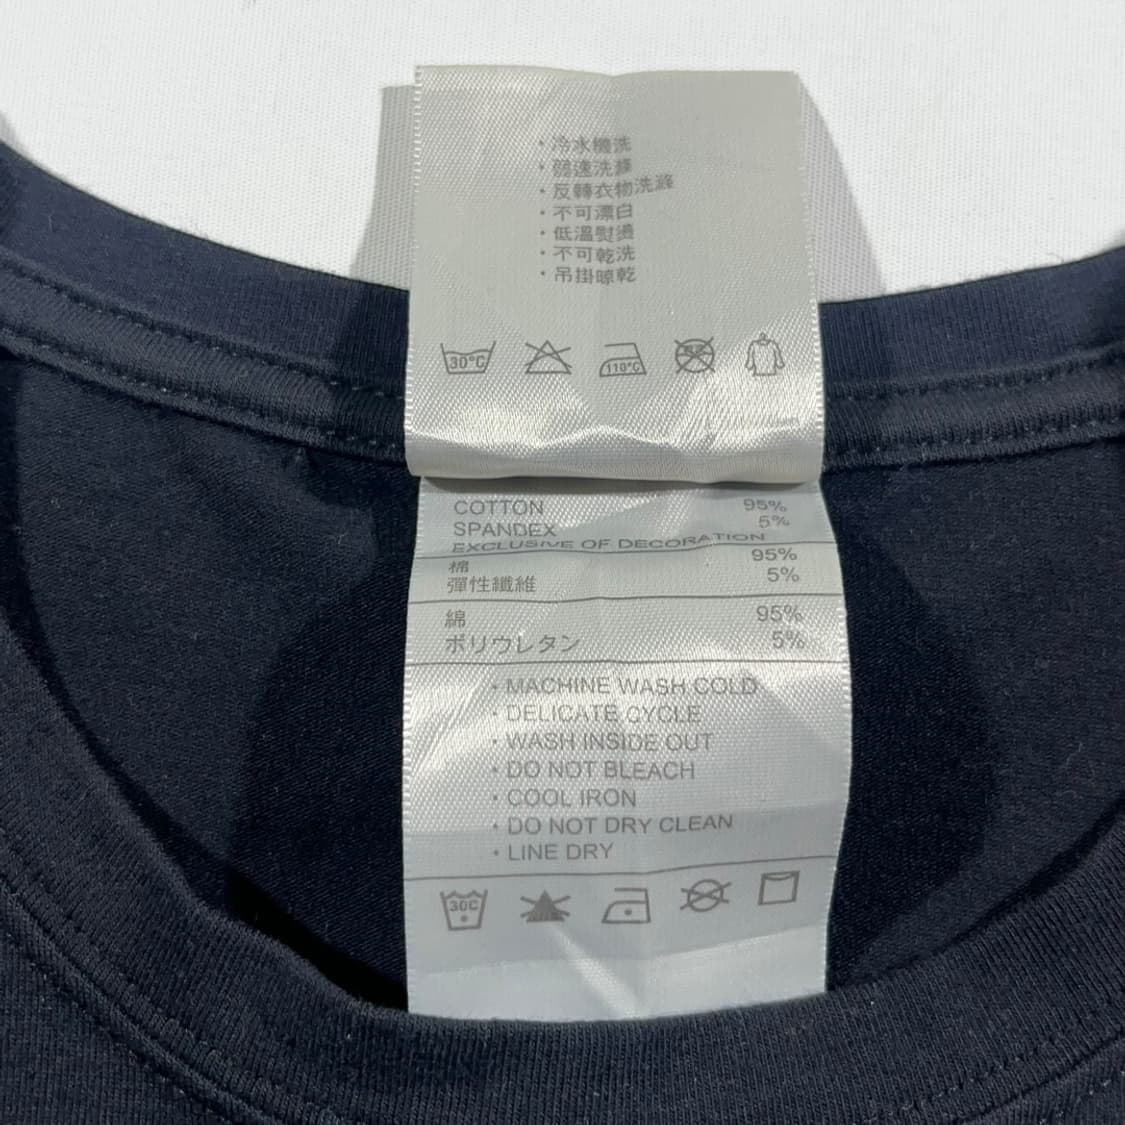 ・冷水機洗
・弱速洗滌
・反轉衣物洗滌
・不可漂白
・低溫熨燙
・不可乾洗
・吊掛晾乾
30°C
110°C
COTTON 95%
SPANDEX 5%
EXCLUSIVE OF DECORATION
棉 95%
彈性纖維 5%
綿 95%
ポリウレタン 5%
・MACHINE WASH COLD
・DELICATE CYCLE
・WASH INSIDE OUT
・DO NOT BLEACH
・COOL IRON
・DO NOT DRY CLEAN
・LINE DRY
30C